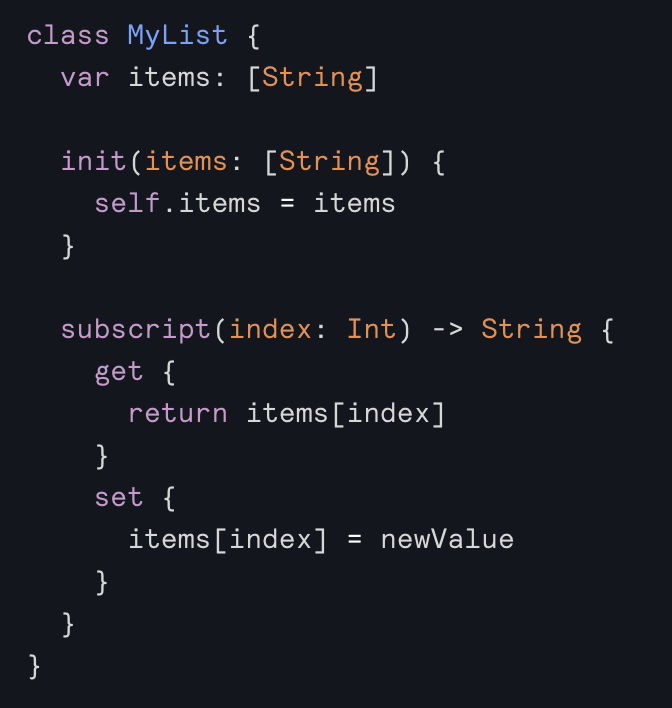 class MyList {
  var items: [String]

  init(items: [String]) {
    self.items = items
  }

  subscript(index: Int) -> String {
    get {
      return items[index]
    }
    set {
      items[index] = newValue
    }
  }
}